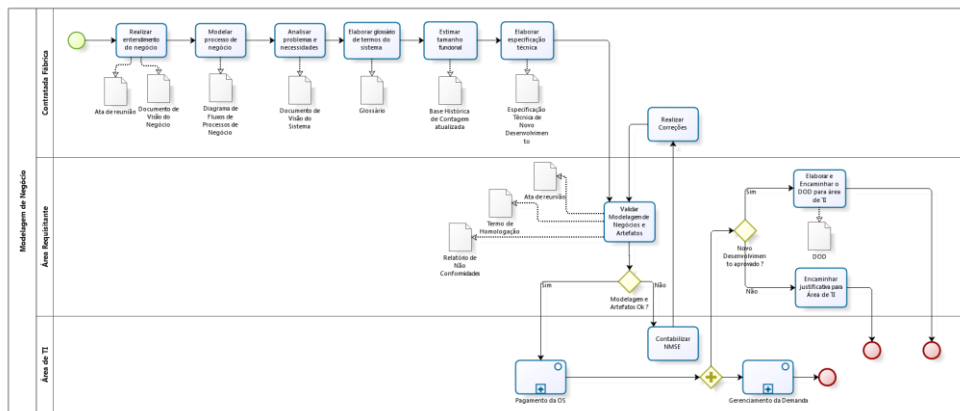 Modelagem de Negócio
Contratada Fábrica
Realizar
entendimento
do negócio
Modelar
processo de
negócio
Analisar
problemas e
necessidades
Elaborar glossário
de termos do
sistema
Estimar
tamanho
funcional
Elaborar
especificação
técnica
Ata de reunião
Documento de
Visão do
Negócio
Diagrama de
Fluxos de
Processos de
Negócio
Documento de
Visão do
Sistema
Glossário
Base Histórica
de Contagem
atualizada
Especificação
Técnica de
Novo
Desenvolvimen
to
Realizar
Correções
Área Requisitante
Ata de reunião
Termo de
Homologação
Relatório de
Não
Conformidades
Validar
Modelagem de
Negócios e
Artefatos
Sim
Não
Modelagem e
Artefatos Ok ?
Sim
Não
Novo
Desenvolvimen
to aprovado ?
Elaborar e
Encaminhar o
DOD para área
de TI
DOD
Encaminhar
Justificativa para
Área de TI
Área de TI
Contabilizar
NMSE
Pagamento da OS
Gerenciamento da Demanda